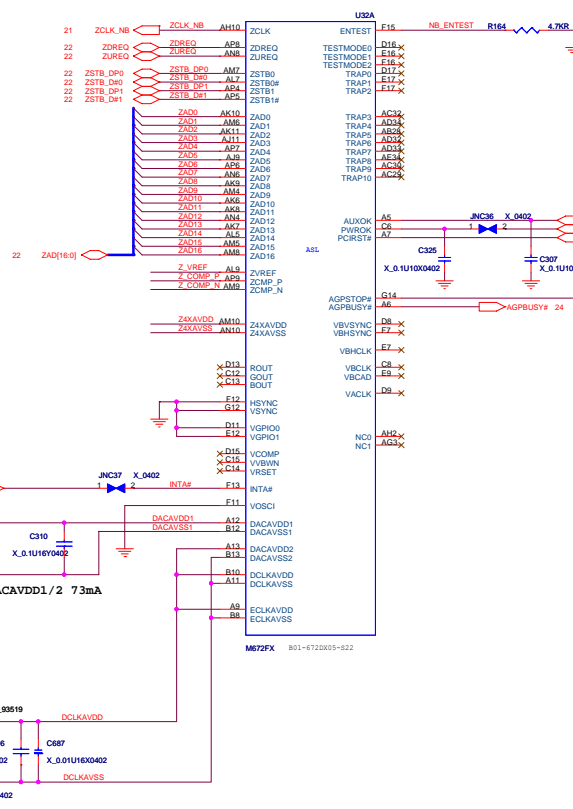 U32A
21 ZCLK_NB ZCLK_NB AH10 ZCLK ENTEST F15 NB_ENTEST R164 4.7KR
22 ZDREQ ZDREQ AP8 ZDREQ TESTMODE0 D16
22 ZUREQ ZUREQ AN8 ZUREQ TESTMODE1 E16
TESTMODE2 F16
22 ZSTB_DP0 ZSTB_DP0 AM7 ZSTB0 TRAP0 D17
22 ZSTB_D#0 ZSTB_D#0 AL7 ZSTB0# TRAP1 E17
22 ZSTB_DP1 ZSTB_DP1 AP4 ZSTB1 TRAP2 F17
22 ZSTB_D#1 ZSTB_D#1 AP5 ZSTB1#
ZAD0 AK10 ZAD0 TRAP3 AC32
ZAD1 AM6 ZAD1 TRAP4 AD34
ZAD2 AK11 ZAD2 TRAP5 AB28
ZAD3 AJ11 ZAD3 TRAP6 AD32
ZAD4 AP7 ZAD4 TRAP7 AD33
ZAD5 AJ9 ZAD5 TRAP8 AE34
ZAD6 AP6 ZAD6 TRAP9 AC30
ZAD7 AN6 ZAD7 TRAP10 AC29
ZAD8 AK9 ZAD8
ZAD9 AM4 ZAD9
ZAD10 AK6 ZAD10
ZAD11 AK8 ZAD11
ZAD12 AN4 ZAD12 AUXOK A5 JNC36 X_0402
ZAD13 AK7 ZAD13 PWROK C6 1 2
ZAD14 AL5 ZAD14 PCIRST# A7
ZAD15 AM5 ZAD15
22 ZAD[16:0] ZAD16 AM8 ZAD16 ASL C325 C307
X_0.1U10X0402 X_0.1U10
Z_VREF AL9 ZVREF
Z_COMP_P AP9 ZCMP_P
Z_COMP_N AM9 ZCMP_N
AGPSTOP# G14
AGPBUSY# A6 AGPBUSY# 24
Z4XAVDD AM10 Z4XAVDD VBVSYNC D8
Z4XAVSS AN10 Z4XAVSS VBHSYNC F7
VBHCLK E7
D13 ROUT VBCLK C8
C12 GOUT VBCAD E9
C13 BOUT
VACLK D9
F12 HSYNC
G12 VSYNC
D11 VGPIO0
E12 VGPIO1 NC0 AH2
NC1 AG3
D15 VCOMP
C15 VVBWN
C14 VRSET
JNC37 X_0402
1 2 INTA# F13 INTA#
F11 VOSCI
DACAVDD1 A12 DACAVDD1
DACAVSS1 B12 DACAVSS1
C310
X_0.1U16Y0402
A13 DACAVDD2
B13 DACAVSS2
B10 DCLKAVDD
A11 DCLKAVSS
CAVDD1/2 73mA
A9 ECLKAVDD
B8 ECLKAVSS
M672FX B01-672DX05-S22
93519
DCLKAVDD
6 C687
02 X_0.01U16X0402
DCLKAVSS
402